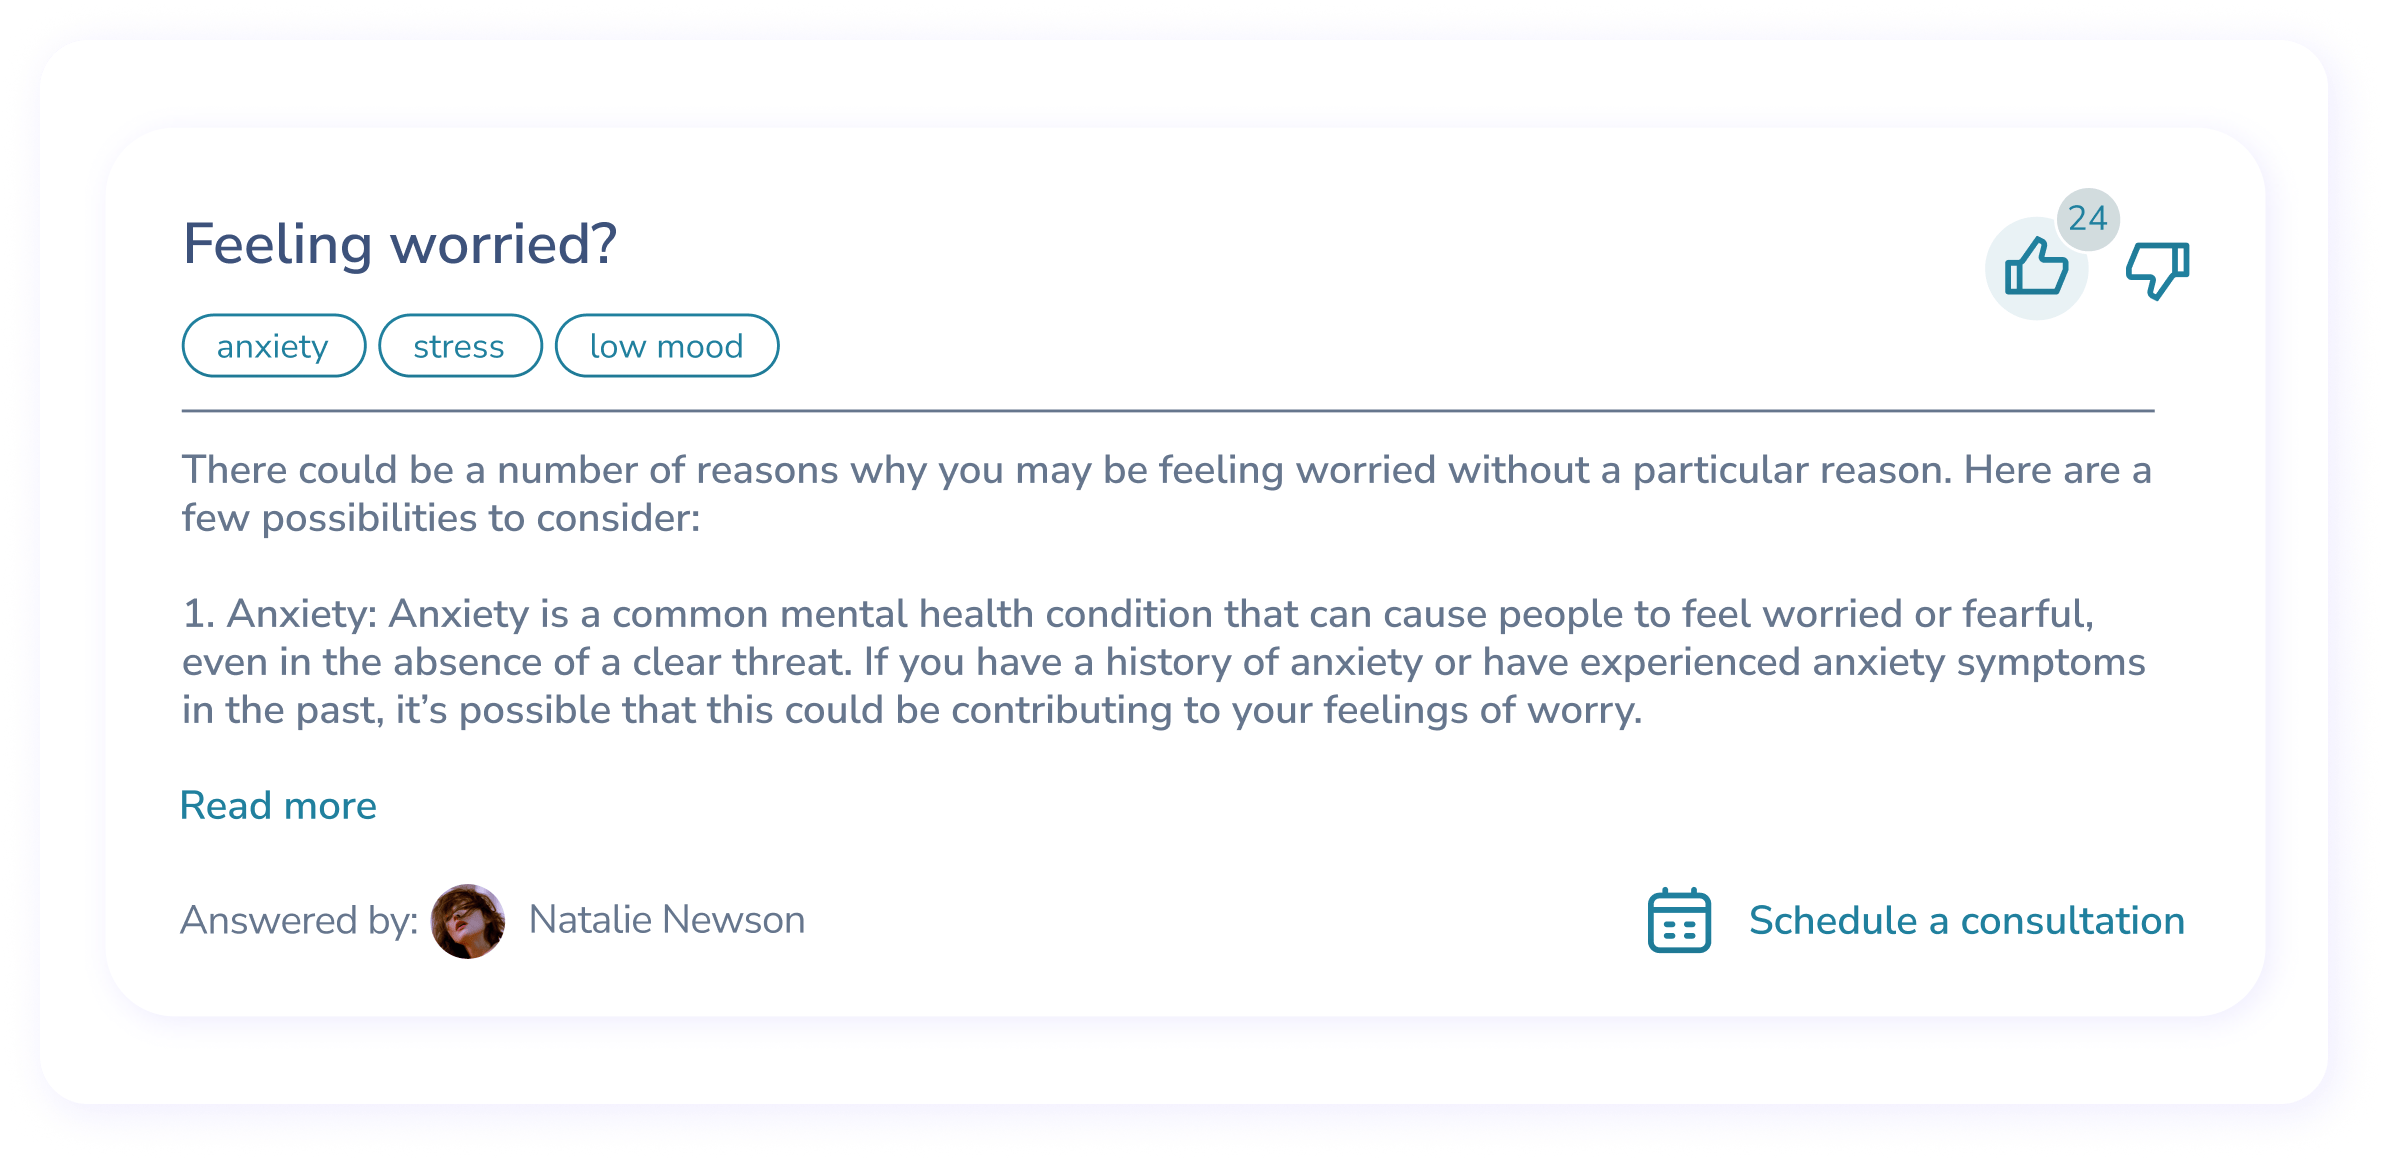 Feeling worried?
24
anxiety
stress
low mood
There could be a number of reasons why you may be feeling worried without a particular reason. Here are a
few possibilities to consider:
1. Anxiety: Anxiety is a common mental health condition that can cause people to feel worried or fearful,
even in the absence of a clear threat. If you have a history of anxiety or have experienced anxiety symptoms
in the past, it’s possible that this could be contributing to your feelings of worry.
Read more
Answered by: Natalie Newson
Schedule a consultation